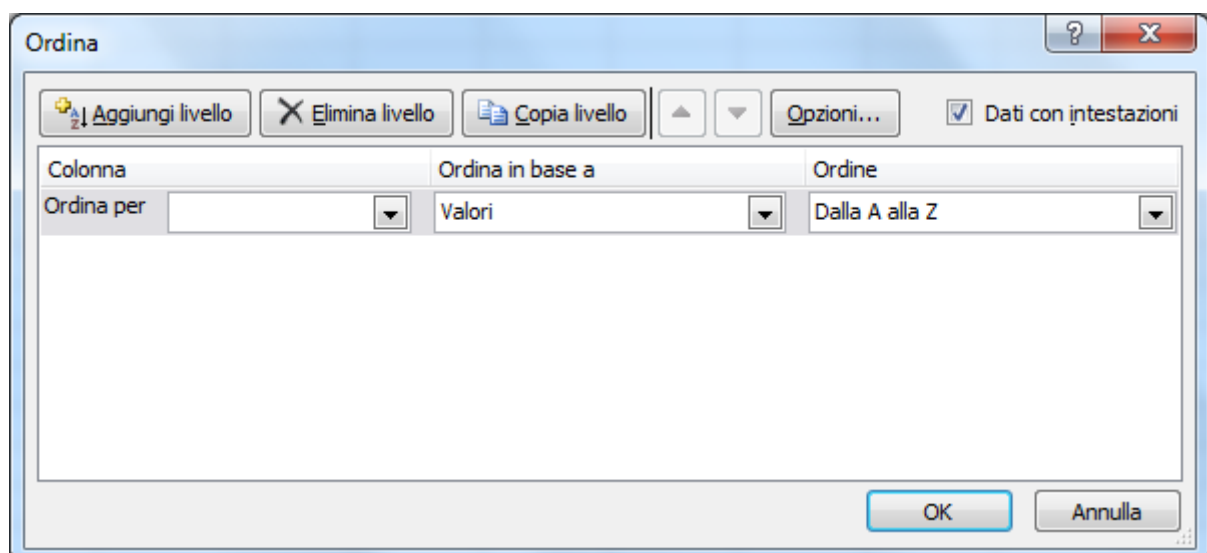 Ordina
Aggiungi livello Elimina livello Copia livello Opzioni... Dati con intestazioni
Colonna Ordina in base a Ordine
Ordina per Valori Dalla A alla Z
OK Annulla